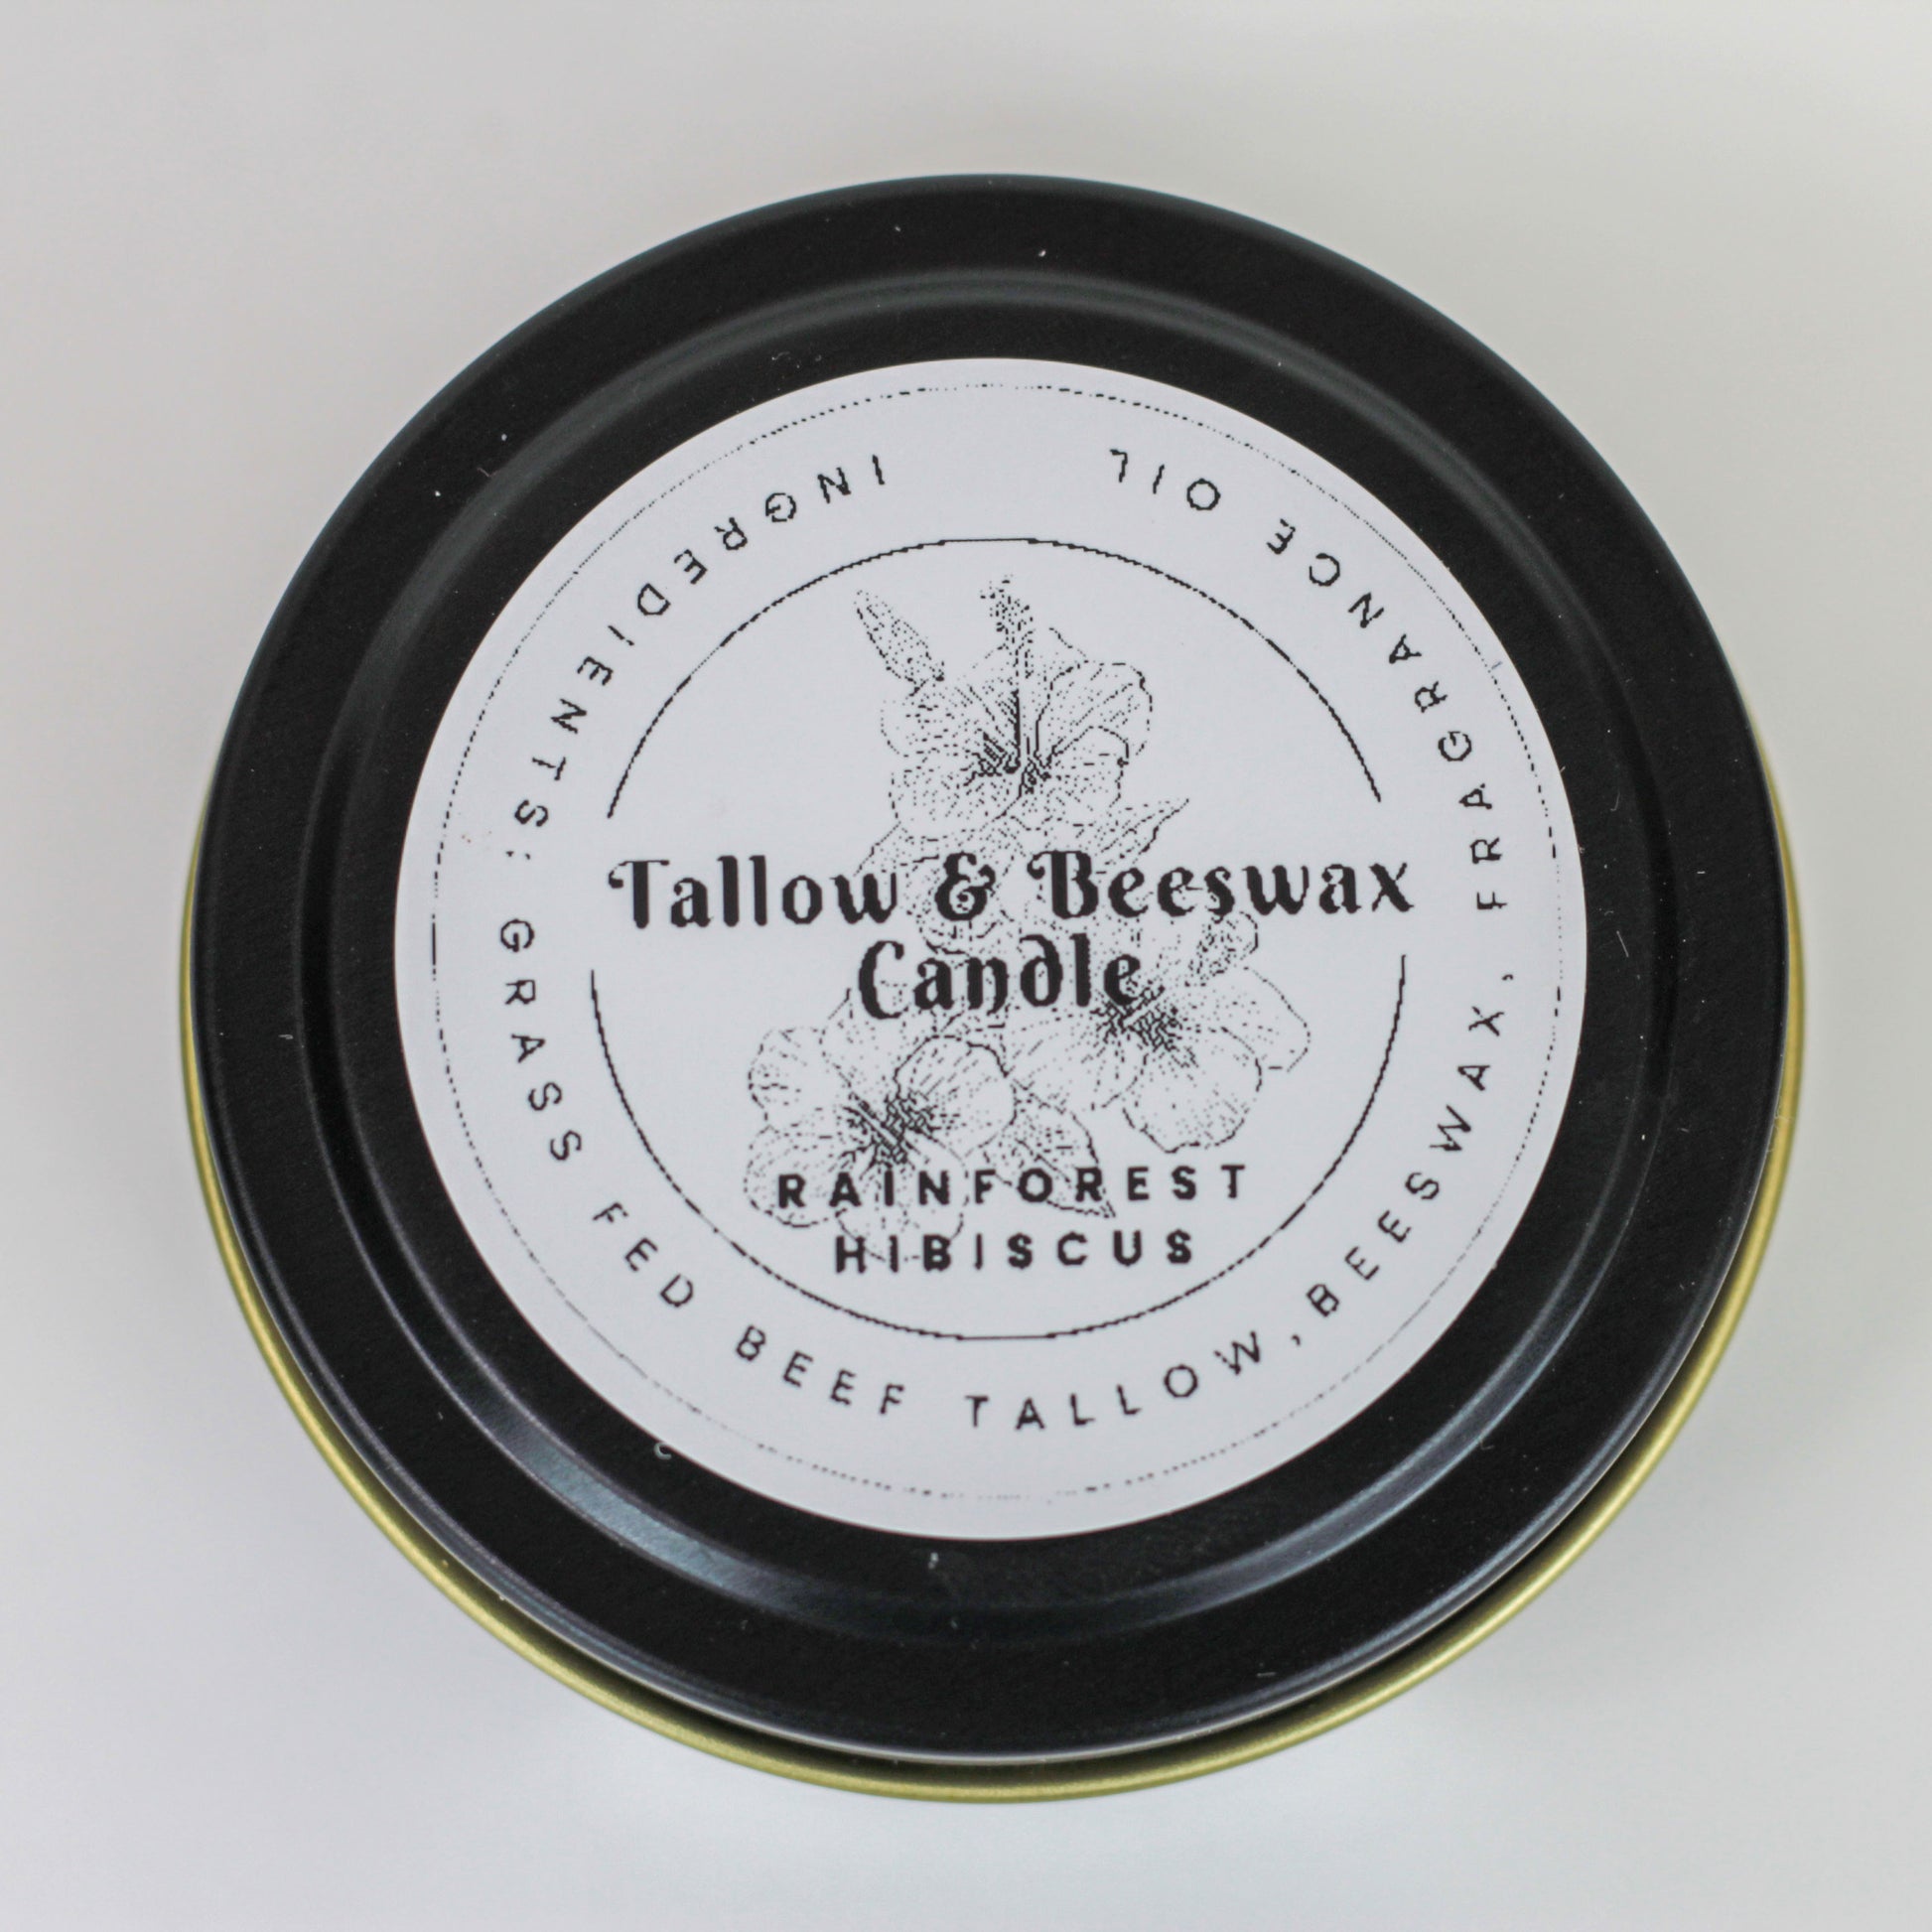 Tallow & Beeswax
Candle
RAINFOREST
HIBISCUS
INGREDIENTS: GRASS FED BEEF TALLOW, BEESWAX, FRAGRANCE OIL